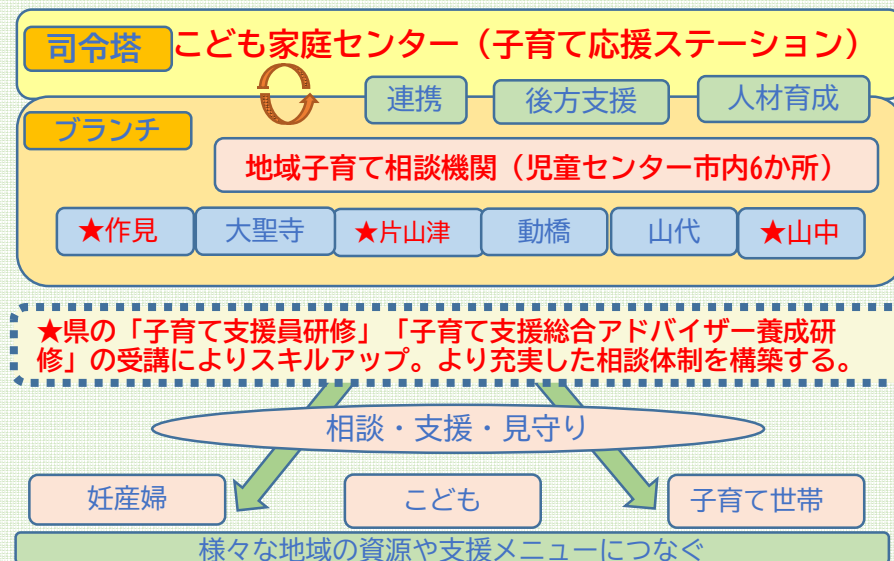 司令塔 こども家庭センター（子育て応援ステーション）
連携 後方支援 人材育成
ブランチ
地域子育て相談機関（児童センター市内6か所）
★作見 大聖寺 ★片山津 動橋 山代 ★山中
★県の「子育て支援員研修」「子育て支援総合アドバイザー養成研
修」の受講によりスキルアップ。より充実した相談体制を構築する。
相談・支援・見守り
妊産婦 こども 子育て世帯
様々な地域の資源や支援メニューにつなぐ